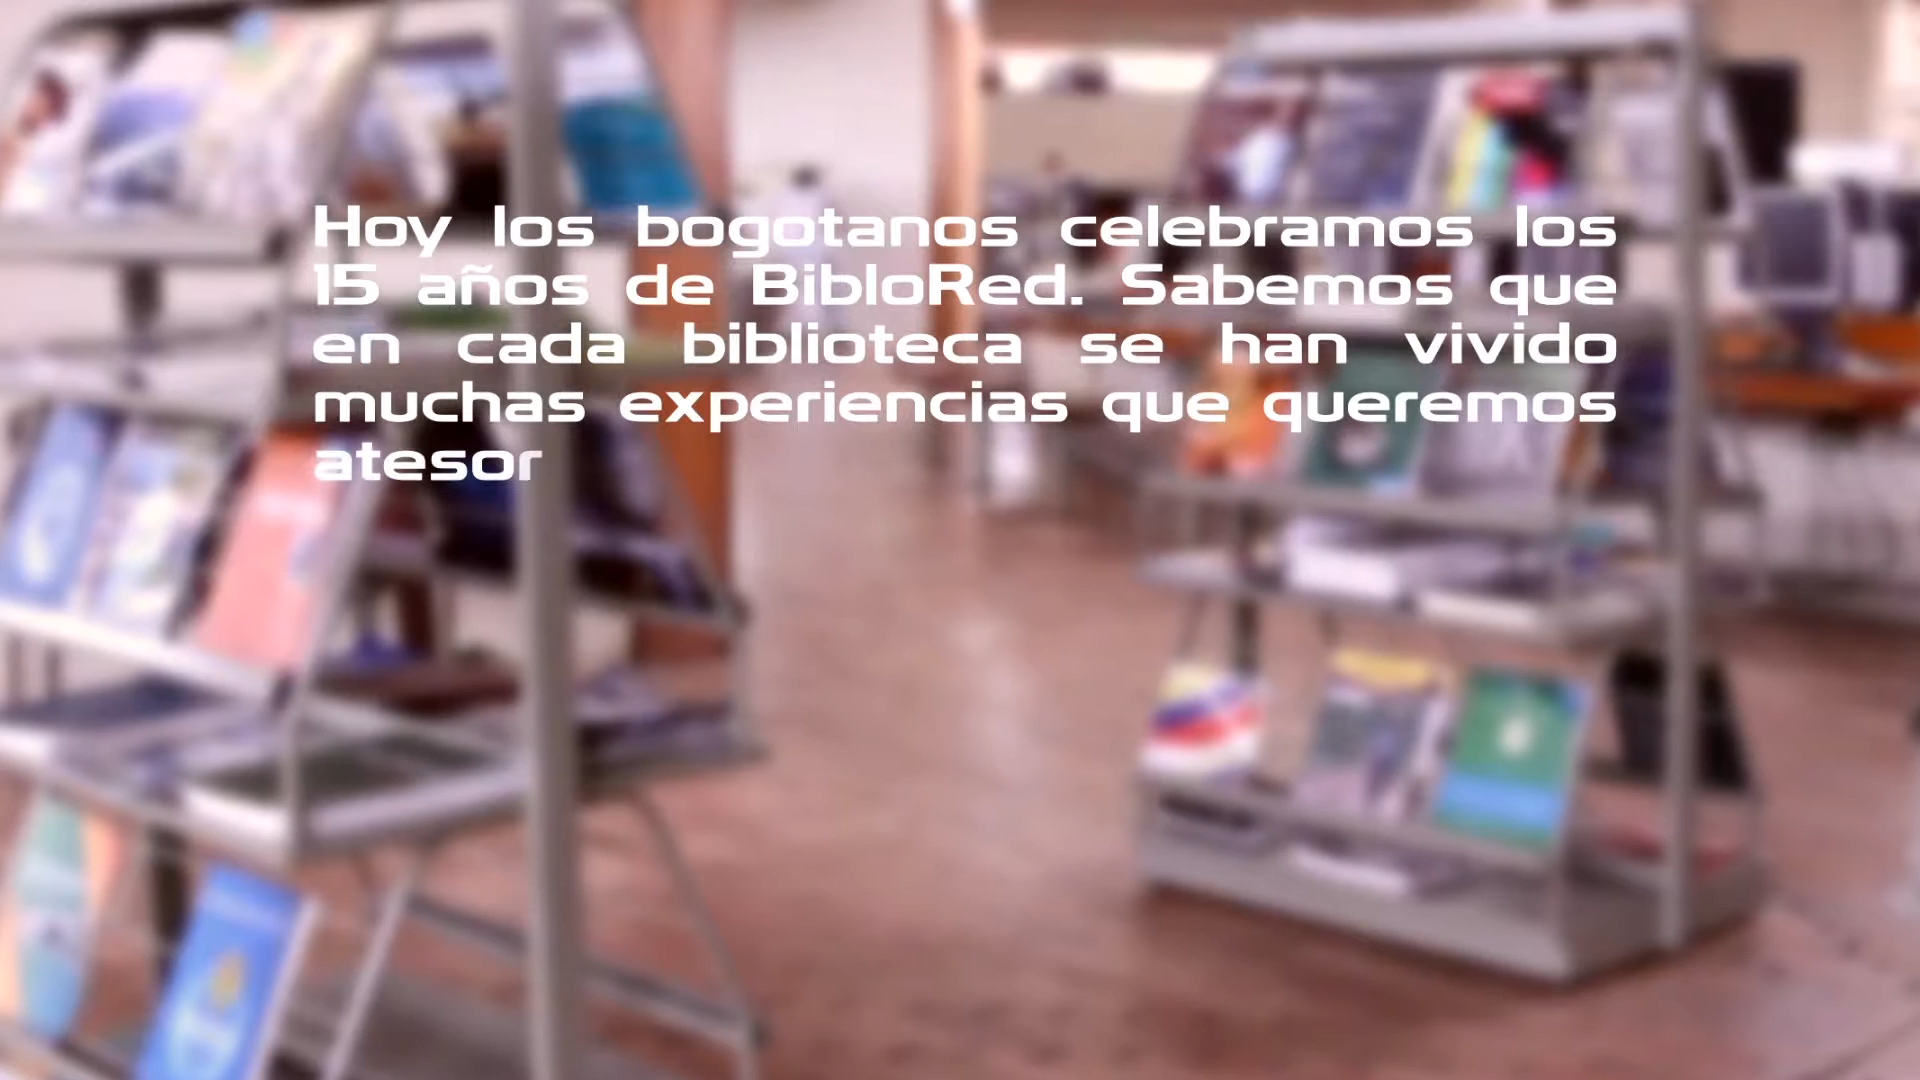 Hoy los bogotanos celebramos los
15 años de BibloRed. Sabemos que
en cada biblioteca se han vivido
muchas experiencias que queremos
atesor